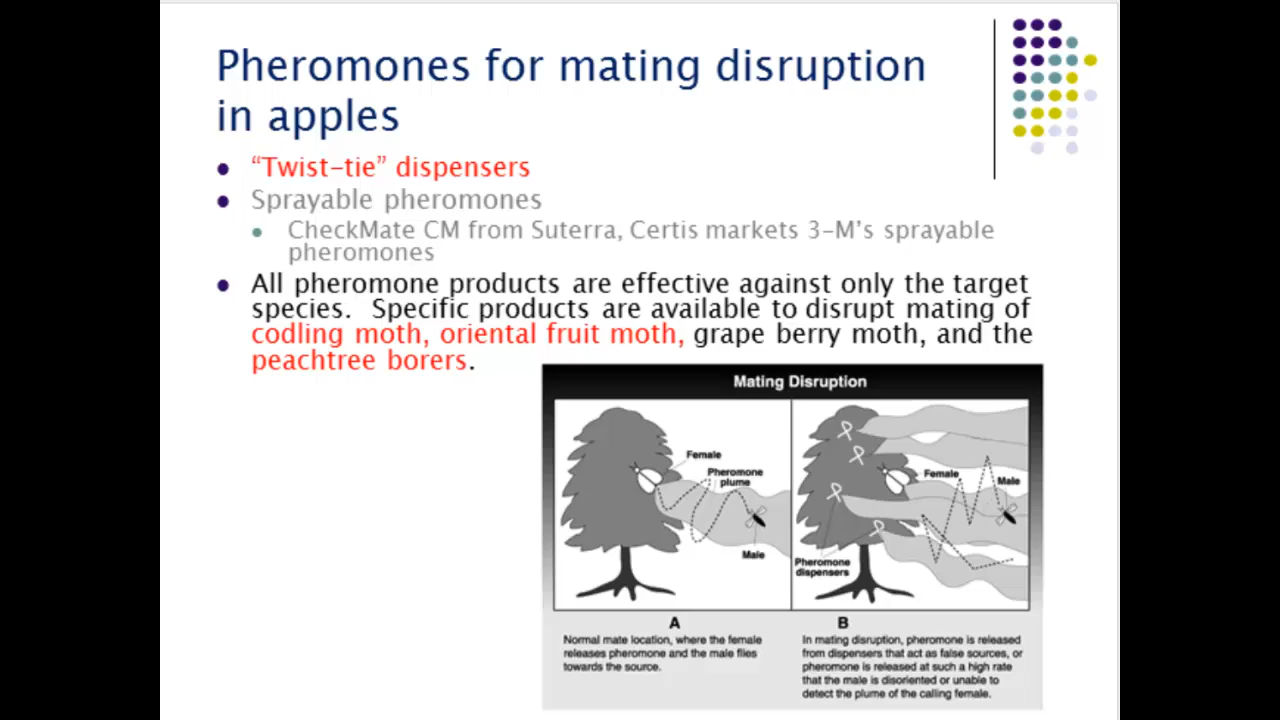 Pheromones for mating disruption
in apples
“Twist-tie” dispensers
Sprayable pheromones
CheckMate CM from Suterra, Certis markets 3-M’s sprayable
pheromones
All pheromone products are effective against only the target
species. Specific products are available to disrupt mating of
codling moth, oriental fruit moth, grape berry moth, and the
peachtree borers.
Mating Disruption
Female
Pheromone
plume
Male
Female
Male
Pheromone
dispensers
A
Normal mate location, where the female
releases pheromone and the male flies
towards the source.
B
In mating disruption, pheromone is released
from dispensers that act as false sources, or
pheromone is released at such a high rate
that the male is disoriented or unable to
detect the plume of the calling female.